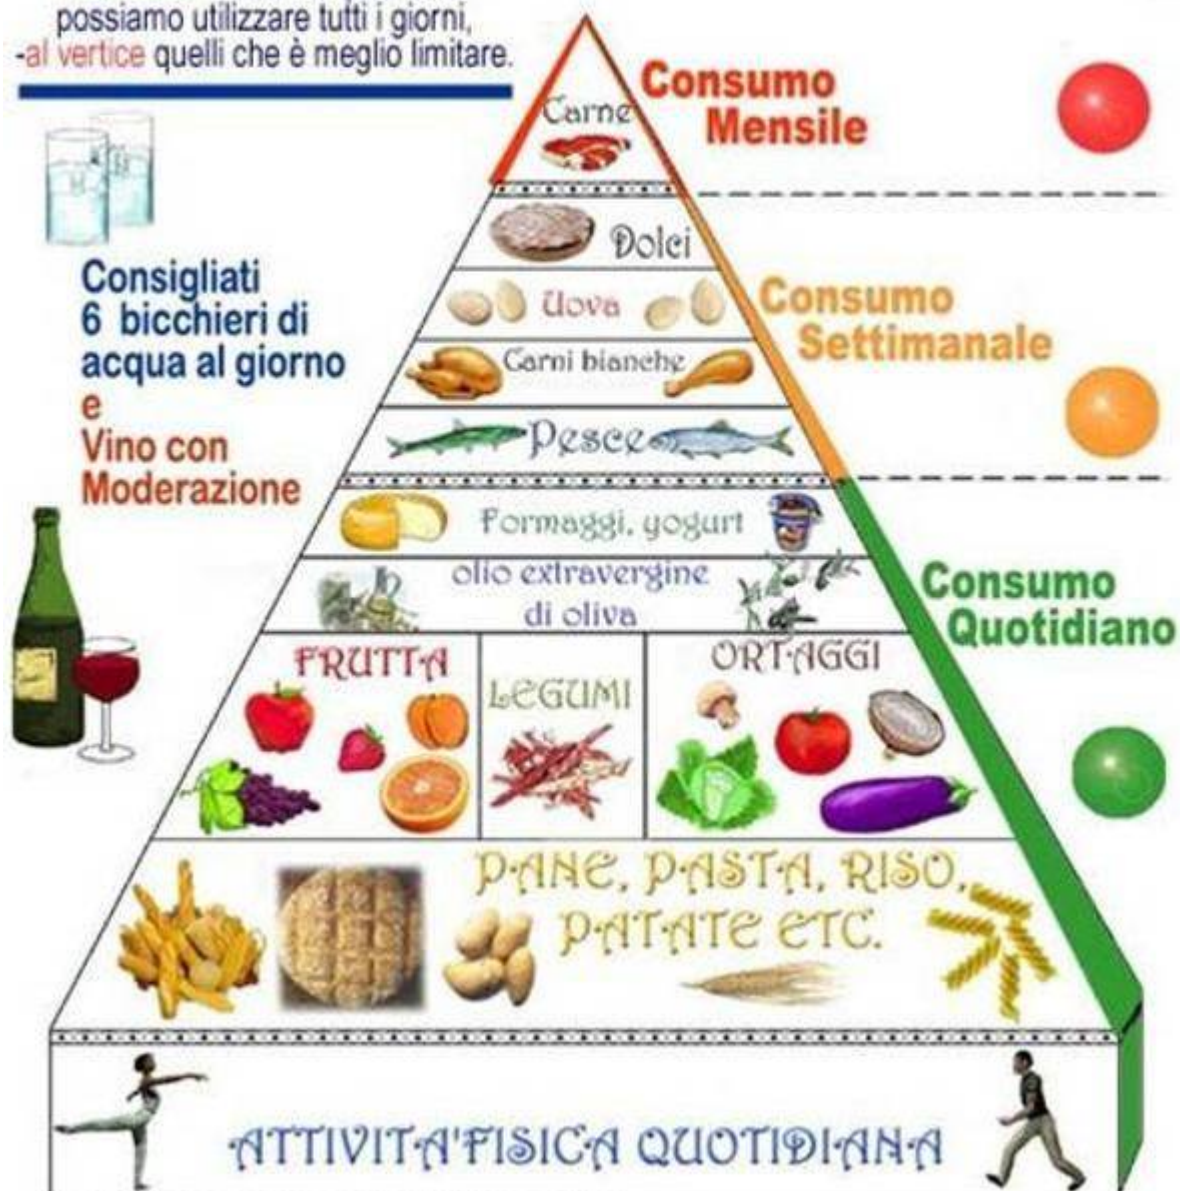 possiamo utilizzare tutti i giorni,
-al vertice quelli che è meglio limitare.
Consumo
Mensile
Carne
Dolci
Uova
Carni bianche
Pesce
Consumo
Settimanale
Consigliati
6 bicchieri di
acqua al giorno
e
Vino con
Moderazione
Formaggi, yogurt
olio extravergine
di oliva
Consumo
Quotidiano
FRUTTA
LEGUMI
ORTAGGI
PANE, PASTA, RISO,
PATATE ETC.
ATTIVITA'FISICA QUOTIDIANA